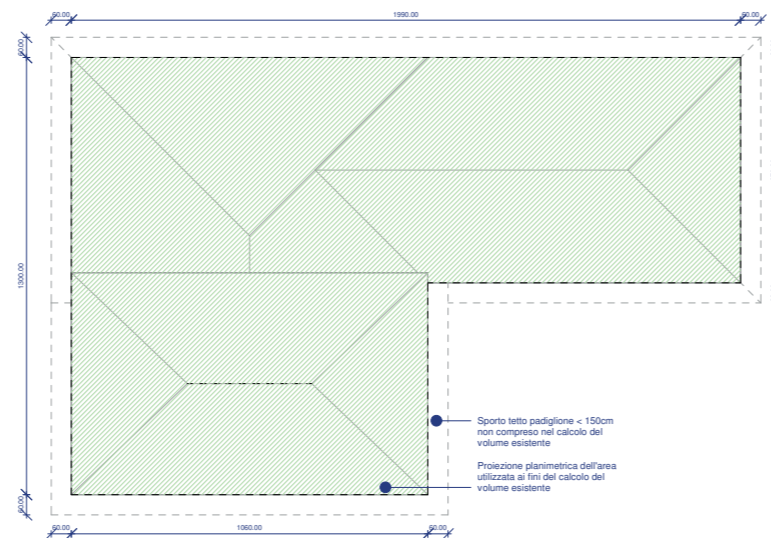 60.00
1990.00
60.00
60.00
1300.00
Sporto tetto padiglione < 150cm
non compreso nel calcolo del
volume esistente
Proiezione planimetrica dell'area
utilizzata ai fini del calcolo del
volume esistente
60.00
60.00
1060.00
60.00